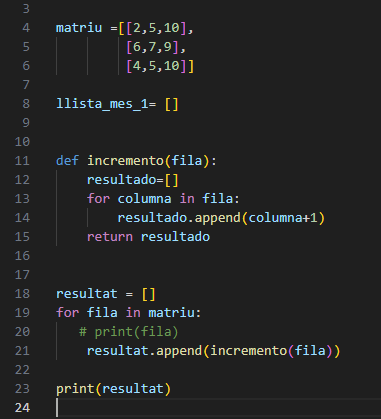 3
4 matriu =[[2,5,10],
5         [6,7,9],
6         [4,5,10]]
7
8 llista_mes_1= []
9
10
11 def incremento(fila):
12     resultado=[]
13     for columna in fila:
14         resultado.append(columna+1)
15     return resultado
16
17
18 resultat = []
19 for fila in matriu:
20    # print(fila)
21     resultat.append(incremento(fila))
22
23 print(resultat)
24